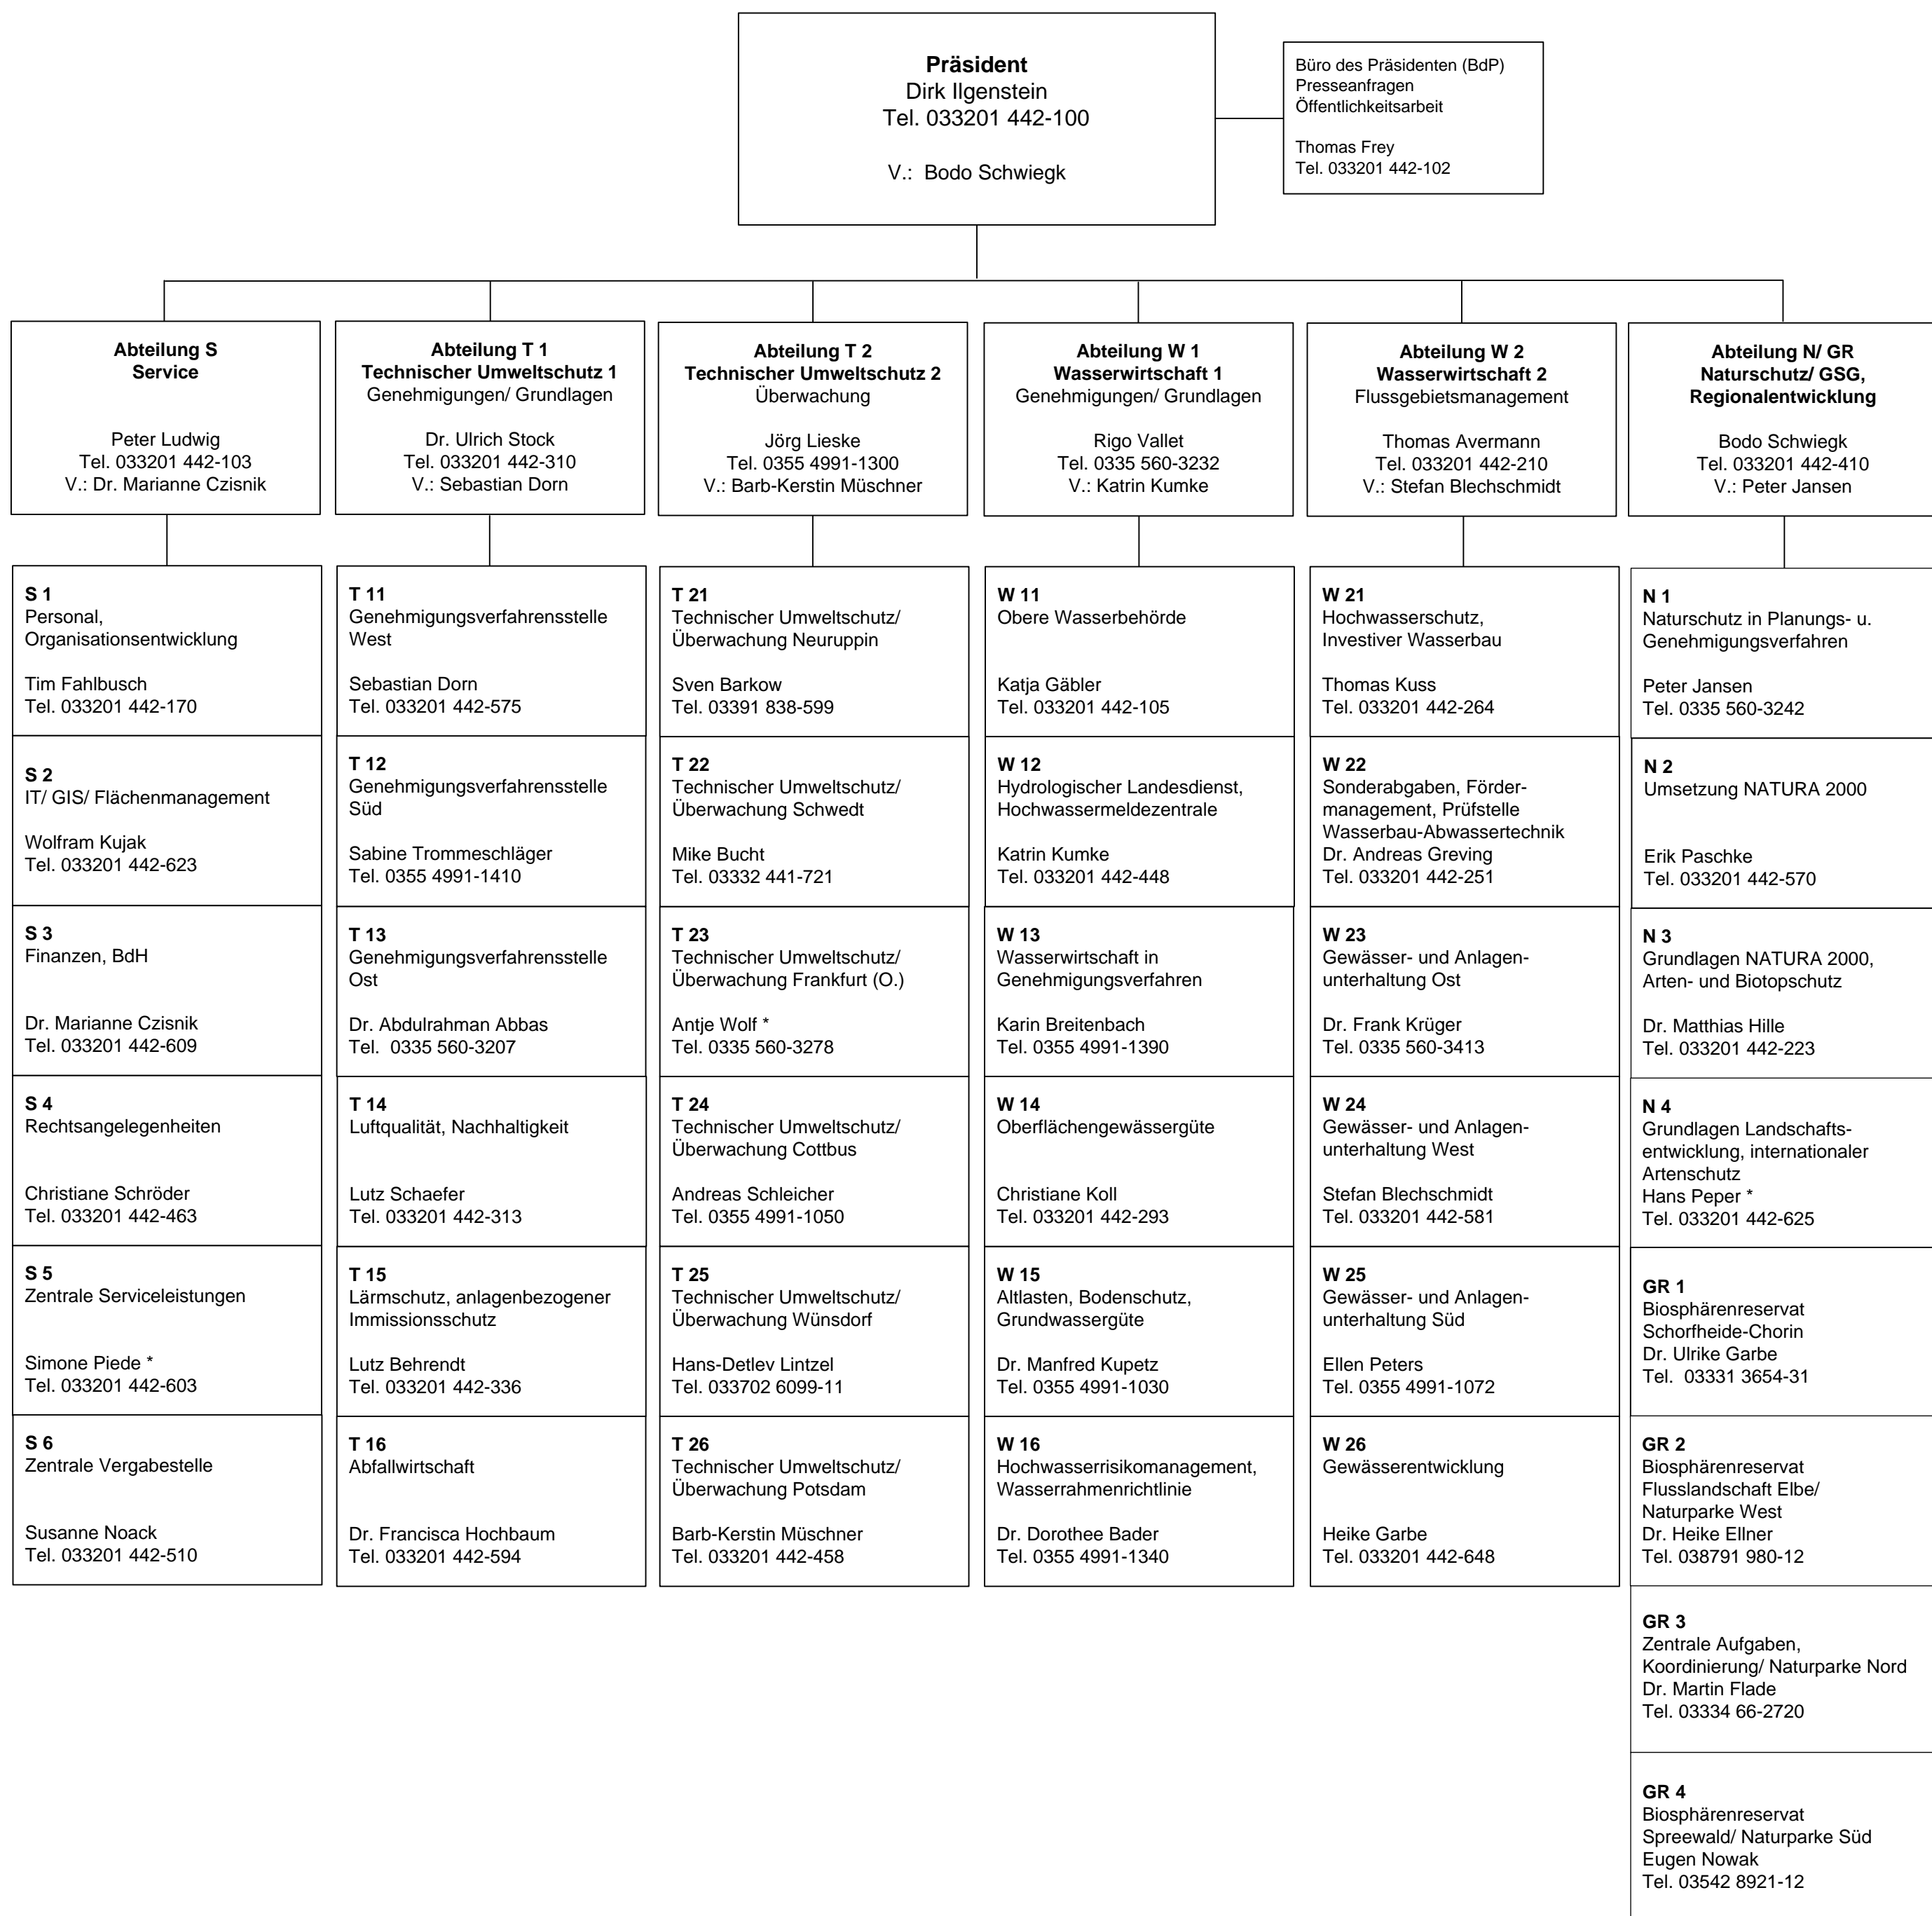 Präsident
Dirk Ilgenstein
Tel. 033201 442-100
V.: Bodo Schwiegk
Büro des Präsidenten (BdP)
Presseanfragen
Öffentlichkeitsarbeit
Thomas Frey
Tel. 033201 442-102
Abteilung S
Service
Peter Ludwig
Tel. 033201 442-103
V.: Dr. Marianne Czisnik
Abteilung T 1
Technischer Umweltschutz 1
Genehmigungen/ Grundlagen
Dr. Ulrich Stock
Tel. 033201 442-310
V.: Sebastian Dorn
Abteilung T 2
Technischer Umweltschutz 2
Überwachung
Jörg Lieske
Tel. 0355 4991-1300
V.: Barb-Kerstin Müschner
Abteilung W 1
Wasserwirtschaft 1
Genehmigungen/ Grundlagen
Rigo Vallet
Tel. 0335 560-3232
V.: Katrin Kumke
Abteilung W 2
Wasserwirtschaft 2
Flussgebietsmanagement
Thomas Avermann
Tel. 033201 442-210
V.: Stefan Blechschmidt
Abteilung N/ GR
Naturschutz/ GSG,
Regionalentwicklung
Bodo Schwiegk
Tel. 033201 442-410
V.: Peter Jansen
S 1
Personal,
Organisationsentwicklung
Tim Fahlbusch
Tel. 033201 442-170
S 2
IT/ GIS/ Flächenmanagement
Wolfram Kujak
Tel. 033201 442-623
S 3
Finanzen, BdH
Dr. Marianne Czisnik
Tel. 033201 442-609
S 4
Rechtsangelegenheiten
Christiane Schröder
Tel. 033201 442-463
S 5
Zentrale Serviceleistungen
Simone Piede *
Tel. 033201 442-603
S 6
Zentrale Vergabestelle
Susanne Noack
Tel. 033201 442-510
T 11
Genehmigungsverfahrensstelle
West
Sebastian Dorn
Tel. 033201 442-575
T 12
Genehmigungsverfahrensstelle
Süd
Sabine Trommeschläger
Tel. 0355 4991-1410
T 13
Genehmigungsverfahrensstelle
Ost
Dr. Abdulrahman Abbas
Tel. 0335 560-3207
T 14
Luftqualität, Nachhaltigkeit
Lutz Schaefer
Tel. 033201 442-313
T 15
Lärmschutz, anlagenbezogener
Immissionsschutz
Lutz Behrendt
Tel. 033201 442-336
T 16
Abfallwirtschaft
Dr. Francisca Hochbaum
Tel. 033201 442-594
T 21
Technischer Umweltschutz/
Überwachung Neuruppin
Sven Barkow
Tel. 03391 838-599
T 22
Technischer Umweltschutz/
Überwachung Schwedt
Mike Bucht
Tel. 03332 441-721
T 23
Technischer Umweltschutz/
Überwachung Frankfurt (O.)
Antje Wolf *
Tel. 0335 560-3278
T 24
Technischer Umweltschutz/
Überwachung Cottbus
Andreas Schleicher
Tel. 0355 4991-1050
T 25
Technischer Umweltschutz/
Überwachung Wünsdorf
Hans-Detlev Lintzel
Tel. 033702 6099-11
T 26
Technischer Umweltschutz/
Überwachung Potsdam
Barb-Kerstin Müschner
Tel. 033201 442-458
W 11
Obere Wasserbehörde
Katja Gäbler
Tel. 033201 442-105
W 12
Hydrologischer Landesdienst,
Hochwassermeldezentrale
Katrin Kumke
Tel. 033201 442-448
W 13
Wasserwirtschaft in
Genehmigungsverfahren
Karin Breitenbach
Tel. 0355 4991-1390
W 14
Oberflächengewässergüte
Christiane Koll
Tel. 033201 442-293
W 15
Altlasten, Bodenschutz,
Grundwassergüte
Dr. Manfred Kupetz
Tel. 0355 4991-1030
W 16
Hochwasserrisikomanagement,
Wasserrahmenrichtlinie
Dr. Dorothee Bader
Tel. 0355 4991-1340
W 21
Hochwasserschutz,
Investiver Wasserbau
Thomas Kuss
Tel. 033201 442-264
W 22
Sonderabgaben, Förder-
management, Prüfstelle
Wasserbau-Abwassertechnik
Dr. Andreas Greving
Tel. 033201 442-251
W 23
Gewässer- und Anlagen-
unterhaltung Ost
Dr. Frank Krüger
Tel. 0335 560-3413
W 24
Gewässer- und Anlagen-
unterhaltung West
Stefan Blechschmidt
Tel. 033201 442-581
W 25
Gewässer- und Anlagen-
unterhaltung Süd
Ellen Peters
Tel. 0355 4991-1072
W 26
Gewässerentwicklung
Heike Garbe
Tel. 033201 442-648
N 1
Naturschutz in Planungs- u.
Genehmigungsverfahren
Peter Jansen
Tel. 0335 560-3242
N 2
Umsetzung NATURA 2000
Erik Paschke
Tel. 033201 442-570
N 3
Grundlagen NATURA 2000,
Arten- und Biotopschutz
Dr. Matthias Hille
Tel. 033201 442-223
N 4
Grundlagen Landschafts-
entwicklung, internationaler
Artenschutz
Hans Peper *
Tel. 033201 442-625
GR 1
Biosphärenreservat
Schorfheide-Chorin
Dr. Ulrike Garbe
Tel. 03331 3654-31
GR 2
Biosphärenreservat
Flusslandschaft Elbe/
Naturparke West
Dr. Heike Ellner
Tel. 038791 980-12
GR 3
Zentrale Aufgaben,
Koordinierung/ Naturparke Nord
Dr. Martin Flade
Tel. 03334 66-2720
GR 4
Biosphärenreservat
Spreewald/ Naturparke Süd
Eugen Nowak
Tel. 03542 8921-12